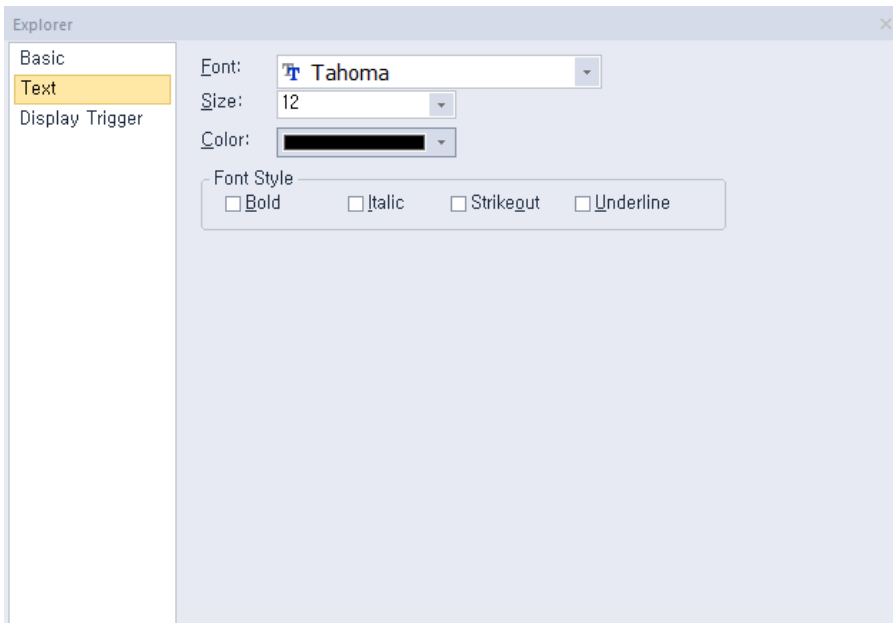 Explorer
Basic
Text
Display Trigger
Font: Tahoma
Size: 12
Color:
Font Style
Bold Italic Strikeout Underline